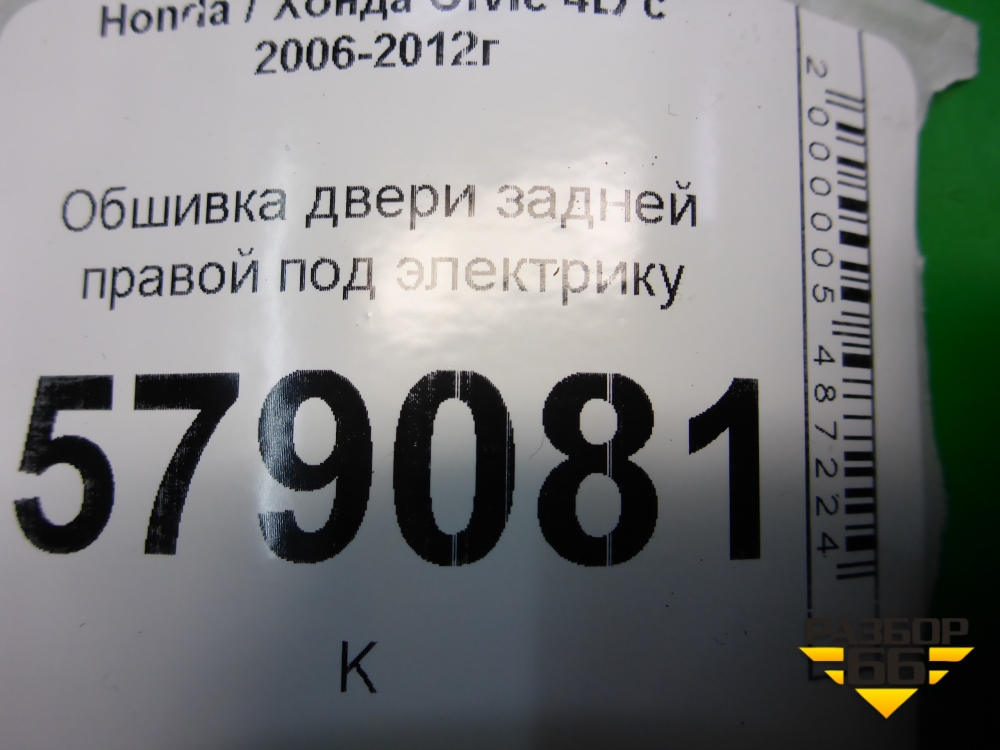 Honda / Хонда Civic 4D с
2006-2012г
Обшивка двери задней
правой под электрику
579081
К
2000005487224
РАЗБОР
66